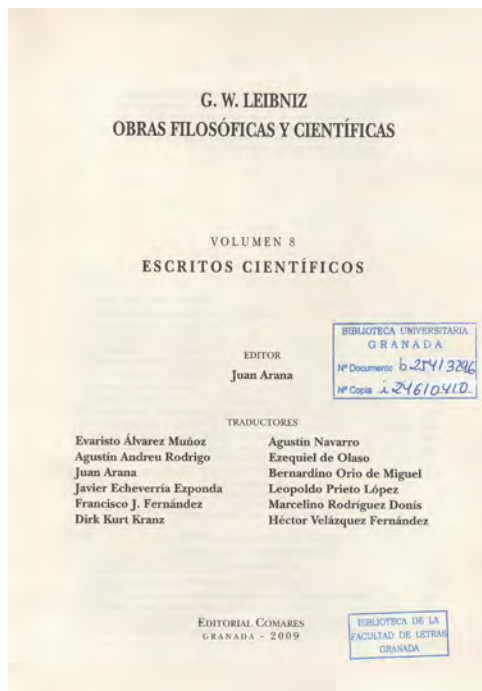 G. W. LEIBNIZ
OBRAS FILOSÓFICAS Y CIENTÍFICAS
VOLUMEN 8
ESCRITOS CIENTÍFICOS
BIBLIOTECA UNIVERSITARIA
GRANADA
Nº Documento b 25413296
Nº Copia i 24610410
EDITOR
Juan Arana
TRADUCTORES
Evaristo Álvarez Muñoz
Agustín Andreu Rodrigo
Juan Arana
Javier Echeverría Ezponda
Francisco J. Fernández
Dirk Kurt Kranz
Agustín Navarro
Ezequiel de Olaso
Bernardino Orio de Miguel
Leopoldo Prieto López
Marcelino Rodríguez Donís
Héctor Velázquez Fernández
EDITORIAL COMARES
GRANADA - 2009
BIBLIOTECA DE LA
FACULTAD DE LETRAS
GRANADA